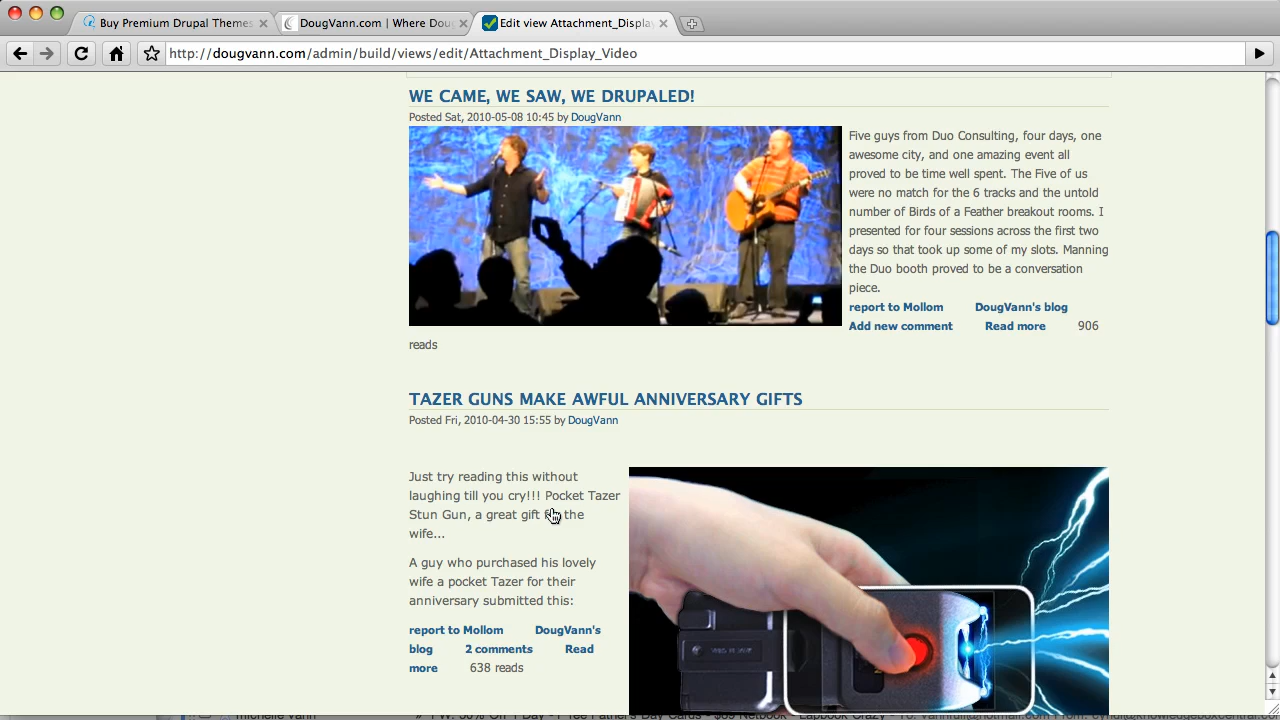 Buy Premium Drupal Themes
DougVann.com | Where Doug
Edit view Attachment_Display
http://dougvann.com/admin/build/views/edit/Attachment_Display_Video
WE CAME, WE SAW, WE DRUPALED!
Posted Sat, 2010-05-08 10:45 by DougVann
Five guys from Duo Consulting, four days, one
awesome city, and one amazing event all
proved to be time well spent. The Five of us
were no match for the 6 tracks and the untold
number of Birds of a Feather breakout rooms. I
presented for four sessions across the first two
days so that took up some of my slots. Manning
the Duo booth proved to be a conversation
piece.
report to Mollom DougVann's blog
Add new comment Read more 906
reads
TAZER GUNS MAKE AWFUL ANNIVERSARY GIFTS
Posted Fri, 2010-04-30 15:55 by DougVann
Just try reading this without
laughing till you cry!!! Pocket Tazer
Stun Gun, a great gift for the
wife...
A guy who purchased his lovely
wife a pocket Tazer for their
anniversary submitted this:
report to Mollom DougVann's
blog 2 comments Read
more 638 reads